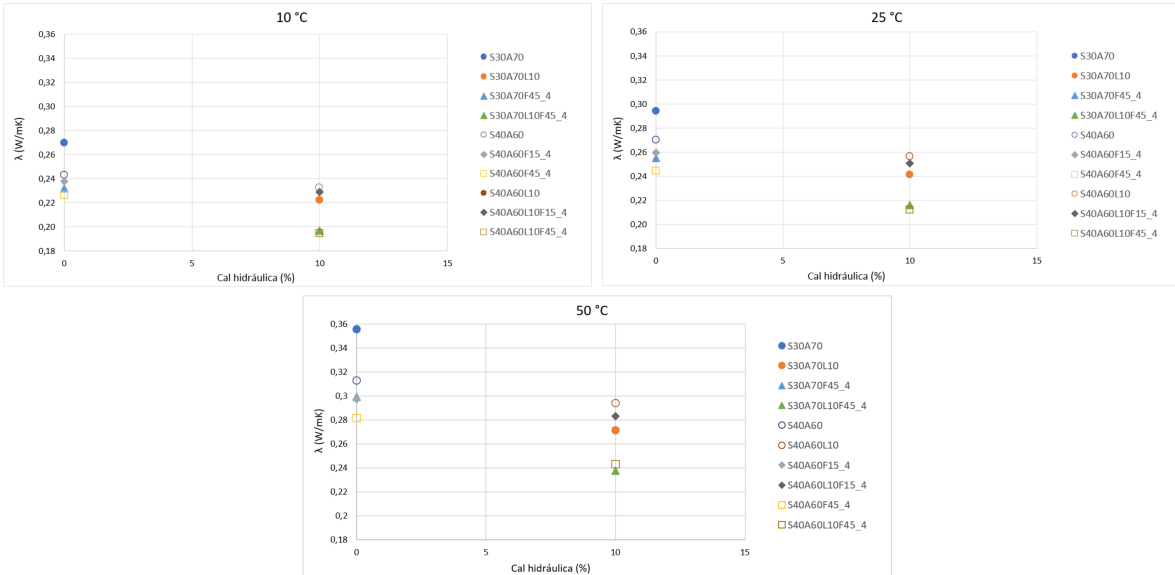 10 °C
λ (W/mK)
0,36
0,34
0,32
0,30
0,28
0,26
0,24
0,22
0,20
0,18
0
5
10
15
Cal hidráulica (%)
S30A70
S30A70L10
S30A70F45_4
S30A70L10F45_4
S40A60
S40A60F15_4
S40A60F45_4
S40A60L10
S40A60L10F15_4
S40A60L10F45_4
25 °C
λ (W/mK)
0,36
0,34
0,32
0,30
0,28
0,26
0,24
0,22
0,20
0,18
0
5
10
15
Cal hidráulica (%)
S30A70
S30A70L10
S30A70F45_4
S30A70L10F45_4
S40A60
S40A60F15_4
S40A60F45_4
S40A60L10
S40A60L10F15_4
S40A60L10F45_4
50 °C
λ (W/mK)
0,36
0,34
0,32
0,3
0,28
0,26
0,24
0,22
0,2
0,18
0
5
10
15
Cal hidráulica (%)
S30A70
S30A70L10
S30A70F45_4
S30A70L10F45_4
S40A60
S40A60L10
S40A60F15_4
S40A60L10F15_4
S40A60F45_4
S40A60L10F45_4